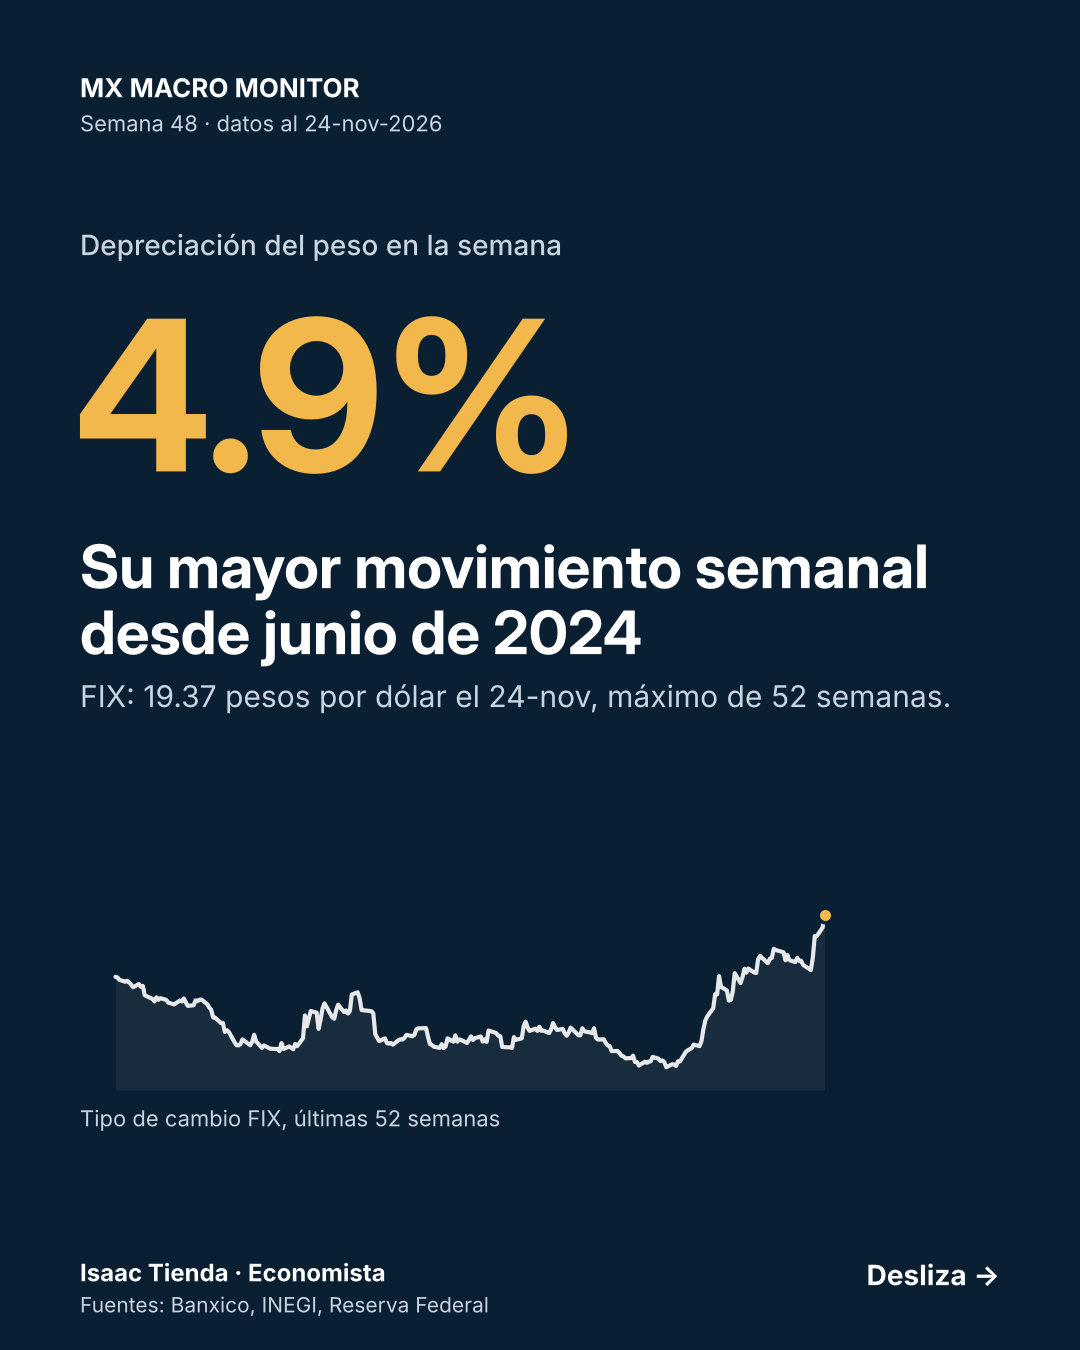 MX MACRO MONITOR
Semana 48 · datos al 24-nov-2026
Depreciación del peso en la semana
4.9%
Su mayor movimiento semanal
desde junio de 2024
FIX: 19.37 pesos por dólar el 24-nov, máximo de 52 semanas.
Tipo de cambio FIX, últimas 52 semanas
Isaac Tienda · Economista
Fuentes: Banxico, INEGI, Reserva Federal
Desliza →